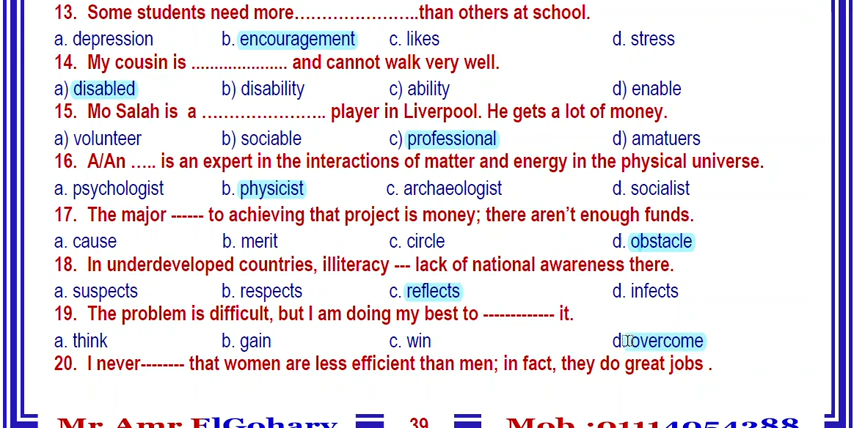 13. Some students need more…………………..than others at school.
a. depression b. encouragement c. likes d. stress
14. My cousin is .................... and cannot walk very well.
a) disabled b) disability c) ability d) enable
15. Mo Salah is a ………………….. player in Liverpool. He gets a lot of money.
a) volunteer b) sociable c) professional d) amatuers
16. A/An ….. is an expert in the interactions of matter and energy in the physical universe.
a. psychologist b. physicist c. archaeologist d. socialist
17. The major ------ to achieving that project is money; there aren’t enough funds.
a. cause b. merit c. circle d. obstacle
18. In underdeveloped countries, illiteracy --- lack of national awareness there.
a. suspects b. respects c. reflects d. infects
19. The problem is difficult, but I am doing my best to ------------- it.
a. think b. gain c. win d. overcome
20. I never-------- that women are less efficient than men; in fact, they do great jobs .
Mr Amr ElGohary 39 Mob :01114054388